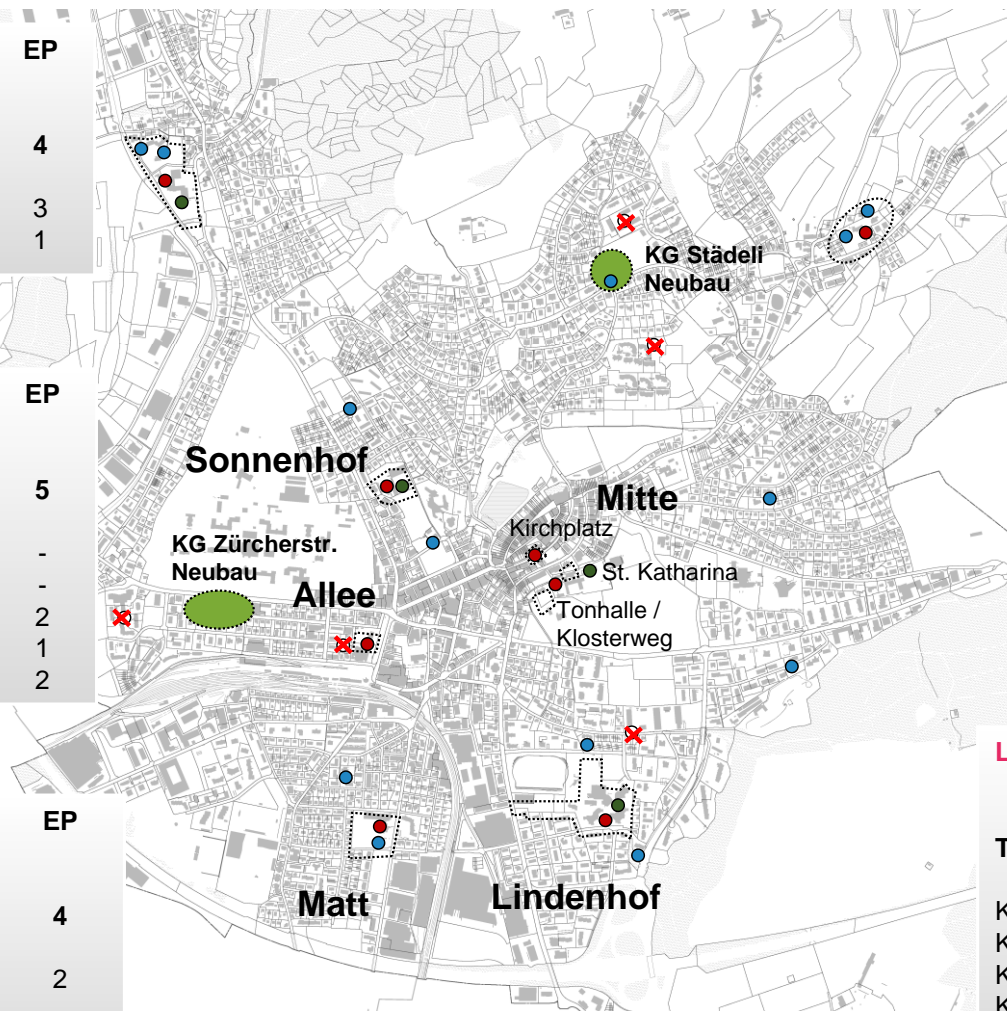 EP
4
3
1
EP
5
-
-
2
1
2
EP
4
2
KG Städeli
Neubau
Sonnenhof
Mitte
Kirchplatz
KG Zürcherstr.
Neubau
St. Katharina
Allee
Tonhalle /
Klosterweg
Matt
Lindenhof
L
T
K
K
K
K